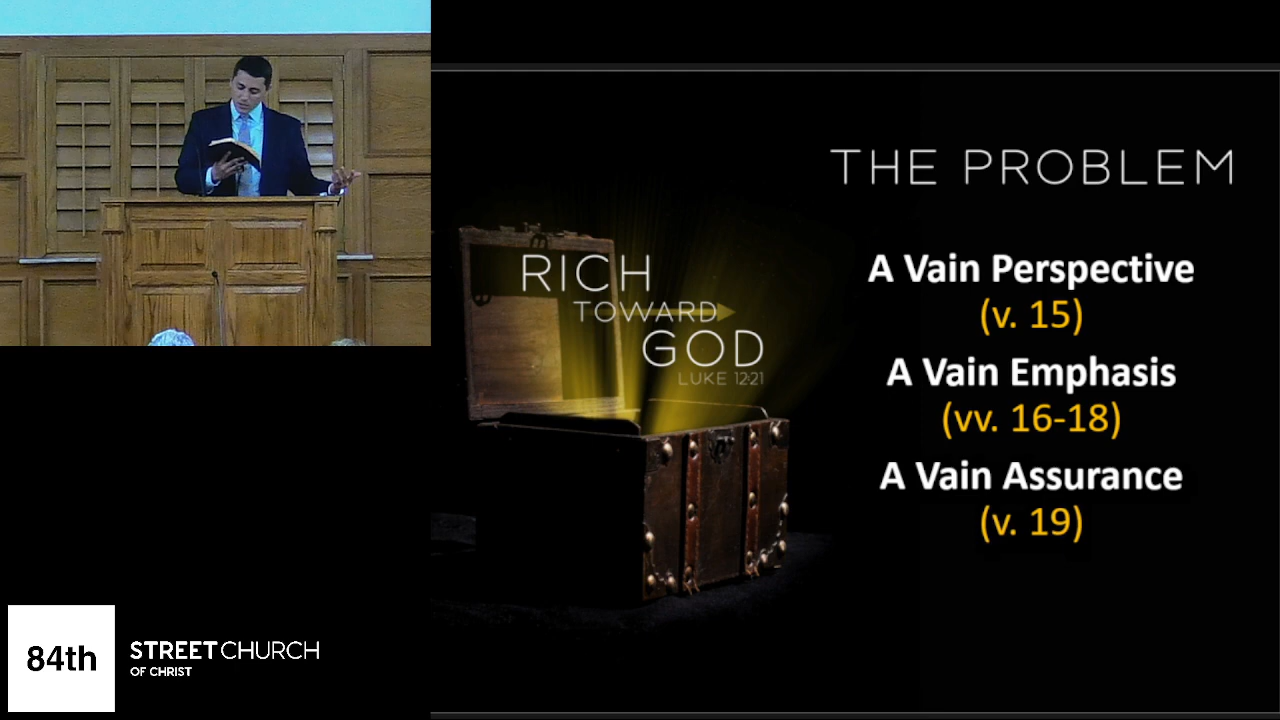 THE PROBLEM
RICH
TOWARD
GOD
LUKE 12:21
A Vain Perspective
(v. 15)
A Vain Emphasis
(vv. 16-18)
A Vain Assurance
(v. 19)
84th
STREET CHURCH
OF CHRIST